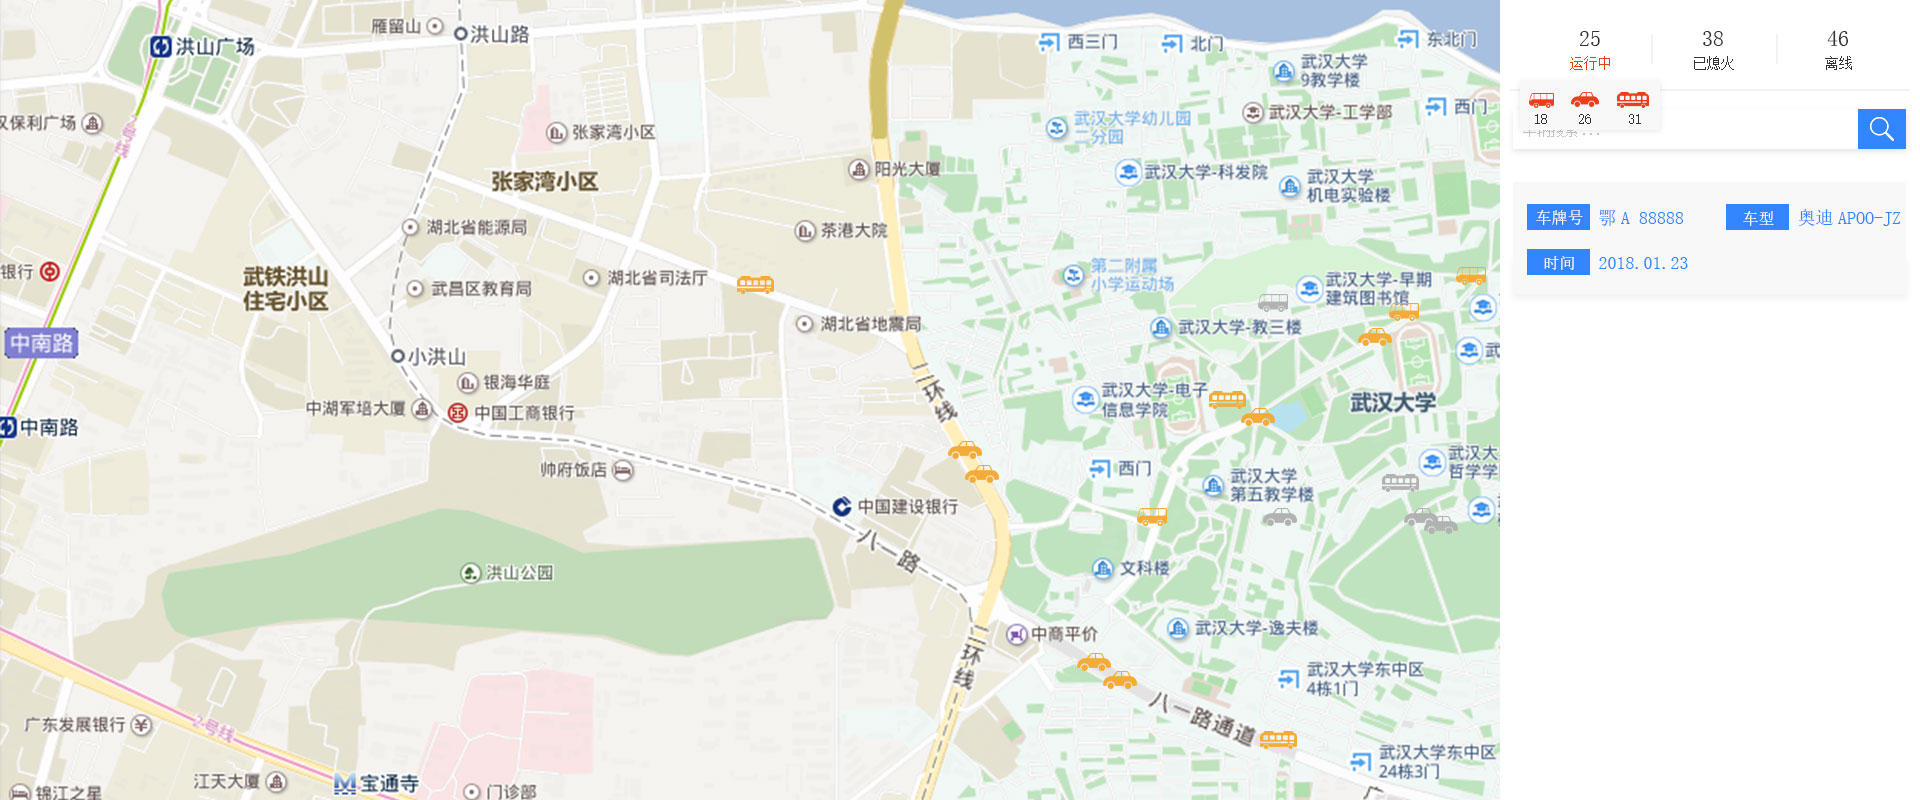 雁留山
洪山路
洪山广场
西三门
北门
东北门
武汉大学
9教学楼
汉保利广场
张家湾小区
武汉大学幼儿园
二分园
武汉大学-工学部
西门
张家湾小区
阳光大厦
武汉大学-科发院
武汉大学
机电实验楼
湖北省能源局
茶港大院
银行
武铁洪山
住宅小区
武昌区教育局
湖北省司法厅
第二附属
小学运动场
武汉大学-早期
建筑图书馆
湖北省地震局
武汉大学-教三楼
中南路
小洪山
银海华庭
武
中湖军培大厦
中国工商银行
二环线
武汉大学-电子
信息学院
武汉大学
中南路
帅府饭店
西门
武汉大
哲学学
武汉大学
第五教学楼
中国建设银行
八一路
洪山公园
文科楼
二环线
中商平价
武汉大学-逸夫楼
武汉大学东中区
4栋1门
广东发展银行
2号线
八一路通道
武汉大学东中区
24栋3门
江天大厦
宝通寺
锦江之星
门诊部
广
25
运行中
38
已熄火
46
离线
18
26
31
车牌号
鄂A 88888
车型
奥迪APOO-JZ
时间
2018.01.23